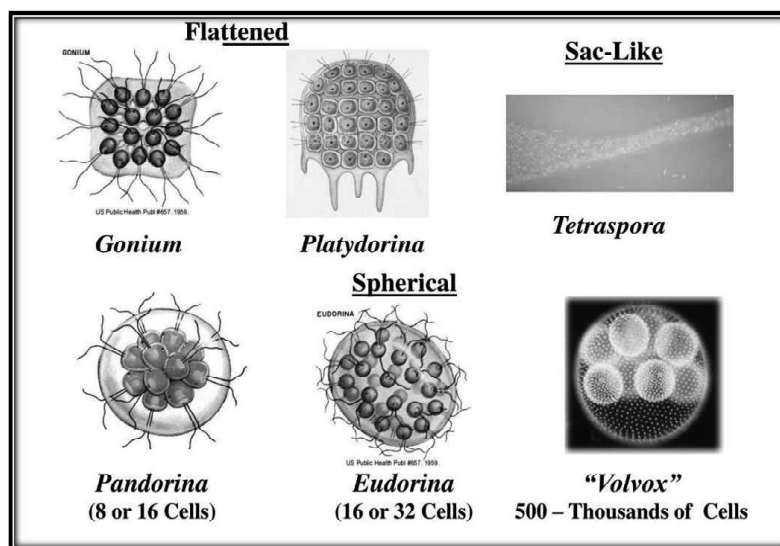 Flattened
Sac-Like
GONIUM
US Public Health Publ #657. 1959.
Gonium
Platydorina
Tetraspora
Spherical
EUDORINA
US Public Health Publ #657. 1959.
Pandorina
(8 or 16 Cells)
Eudorina
(16 or 32 Cells)
“Volvox”
500 – Thousands of Cells